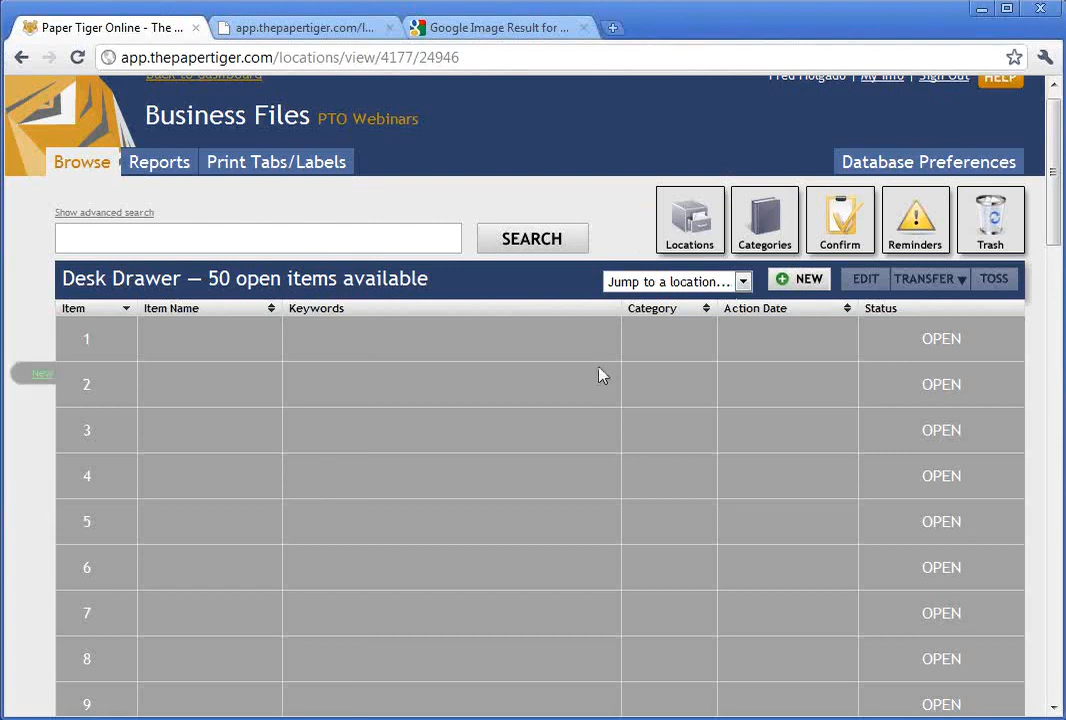 Paper Tiger Online - The ...
app.thepapertiger.com/l...
Google Image Result for ...
app.thepapertiger.com/locations/view/4177/24946
Back to dashboard
Fred Holgado | My Info | Sign Out
HELP
Business Files PTO Webinars
Browse
Reports
Print Tabs/Labels
Database Preferences
Show advanced search
SEARCH
Locations
Categories
Confirm
Reminders
Trash
Desk Drawer — 50 open items available
Jump to a location...
NEW
EDIT
TRANSFER
TOSS
Item
Item Name
Keywords
Category
Action Date
Status
1 OPEN
New
2 OPEN
3 OPEN
4 OPEN
5 OPEN
6 OPEN
7 OPEN
8 OPEN
9 OPEN